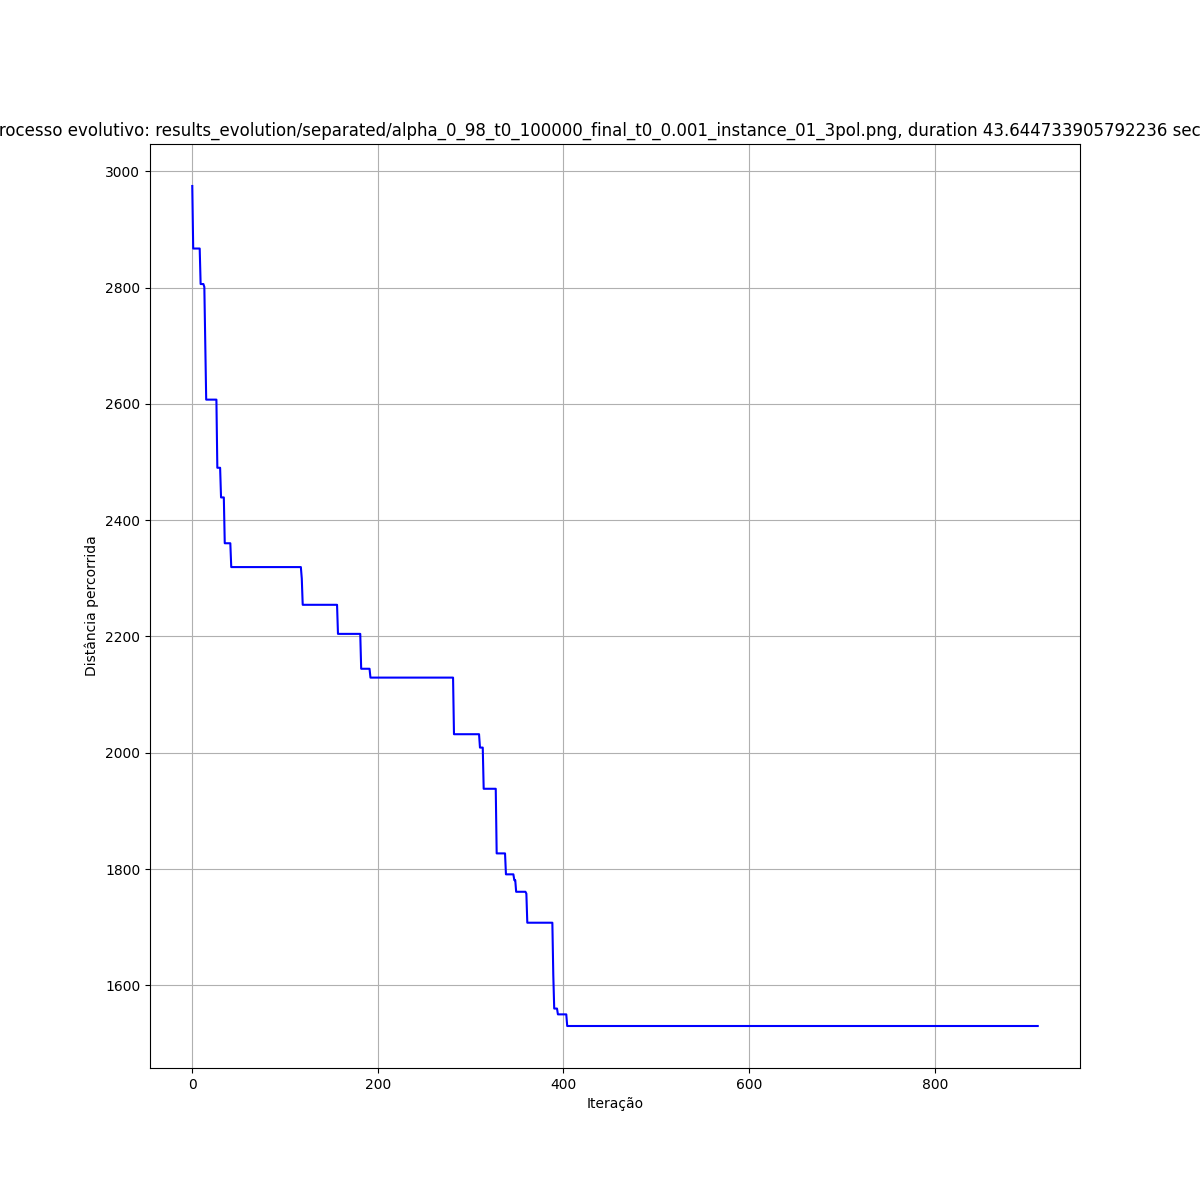 rocesso evolutivo: results_evolution/separated/alpha_0_98_t0_100000_final_t0_0.001_instance_01_3pol.png, duration 43.644733905792236 sec
3000
2800
2600
2400
2200
2000
1800
1600
Distância percorrida
0 200 400 600 800
Iteração